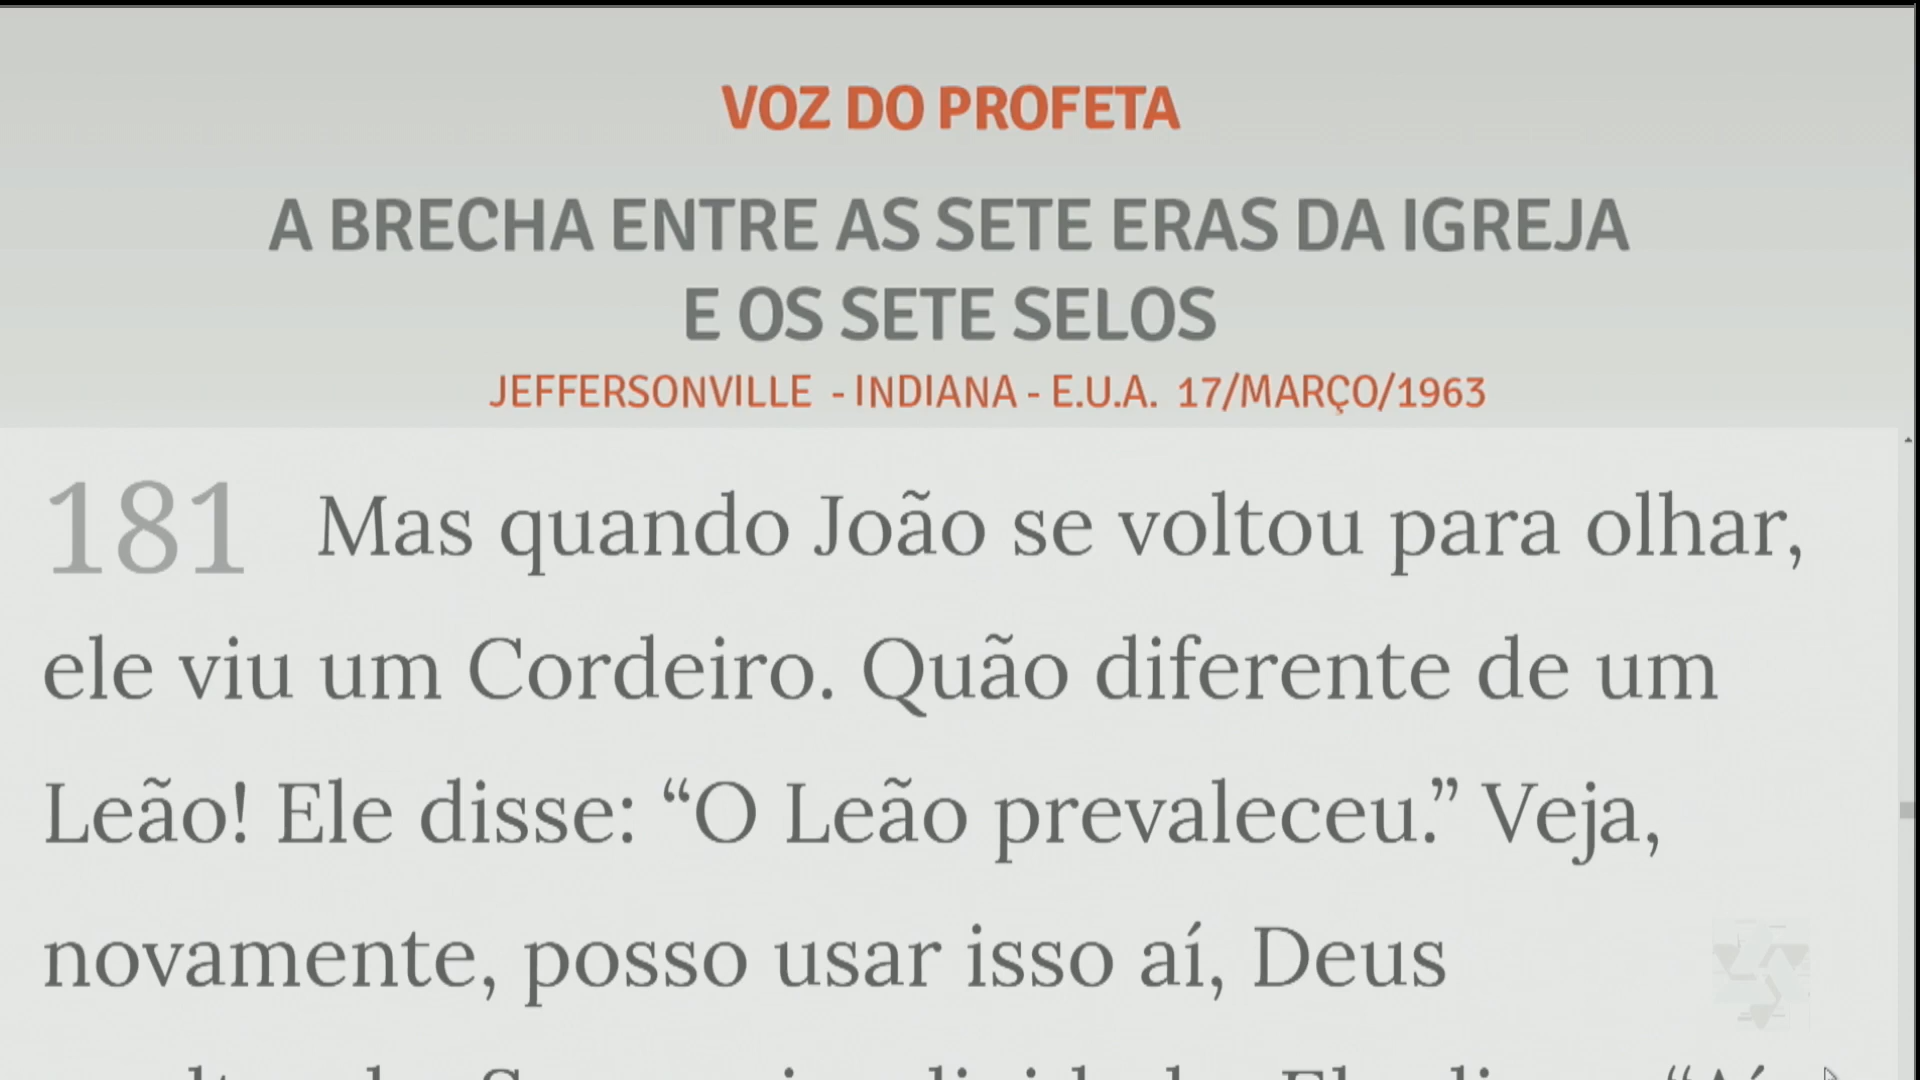 VOZ DO PROFETA
A BRECHA ENTRE AS SETE ERAS DA IGREJA
E OS SETE SELOS
JEFFERSONVILLE - INDIANA - E.U.A. 17/MARÇO/1963
181 Mas quando João se voltou para olhar,
ele viu um Cordeiro. Quão diferente de um
Leão! Ele disse: “O Leão prevaleceu.” Veja,
novamente, posso usar isso aí, Deus